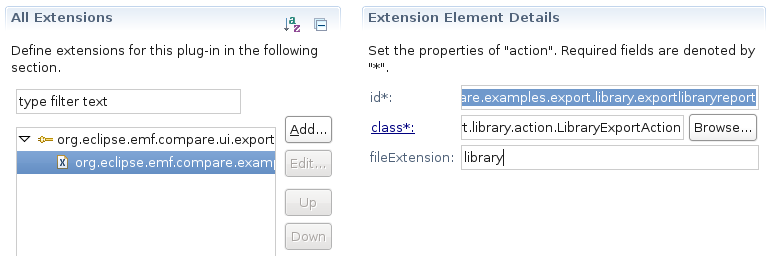 All Extensions
Define extensions for this plug-in in the following
section.
type filter text
org.eclipse.emf.compare.ui.export
org.eclipse.emf.compare.examp
Add...
Edit...
Up
Down
Extension Element Details
Set the properties of "action". Required fields are denoted by
"*".
id*: are.examples.export.library.exportlibraryreport
class*: t.library.action.LibraryExportAction Browse...
fileExtension: library